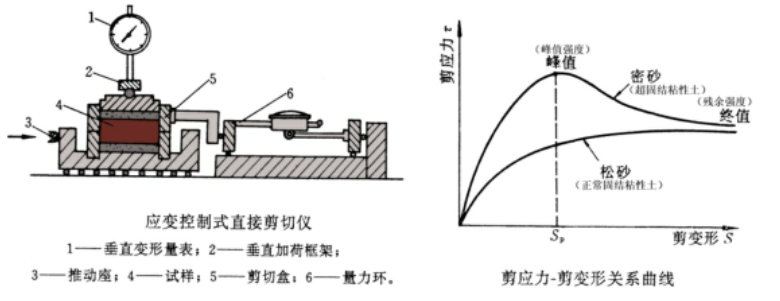 1
2
3
4
5
6
应变控制式直接剪切仪
1——垂直变形量表；2——垂直加荷框架；
3——推动座；4——试样；5——剪切盒；6——量力环。
剪应力 τ
(峰值强度)
峰值
密砂
(超固结粘性土)
(残余强度)
终值
松砂
(正常固结粘性土)
Sp
剪变形 S
剪应力-剪变形关系曲线